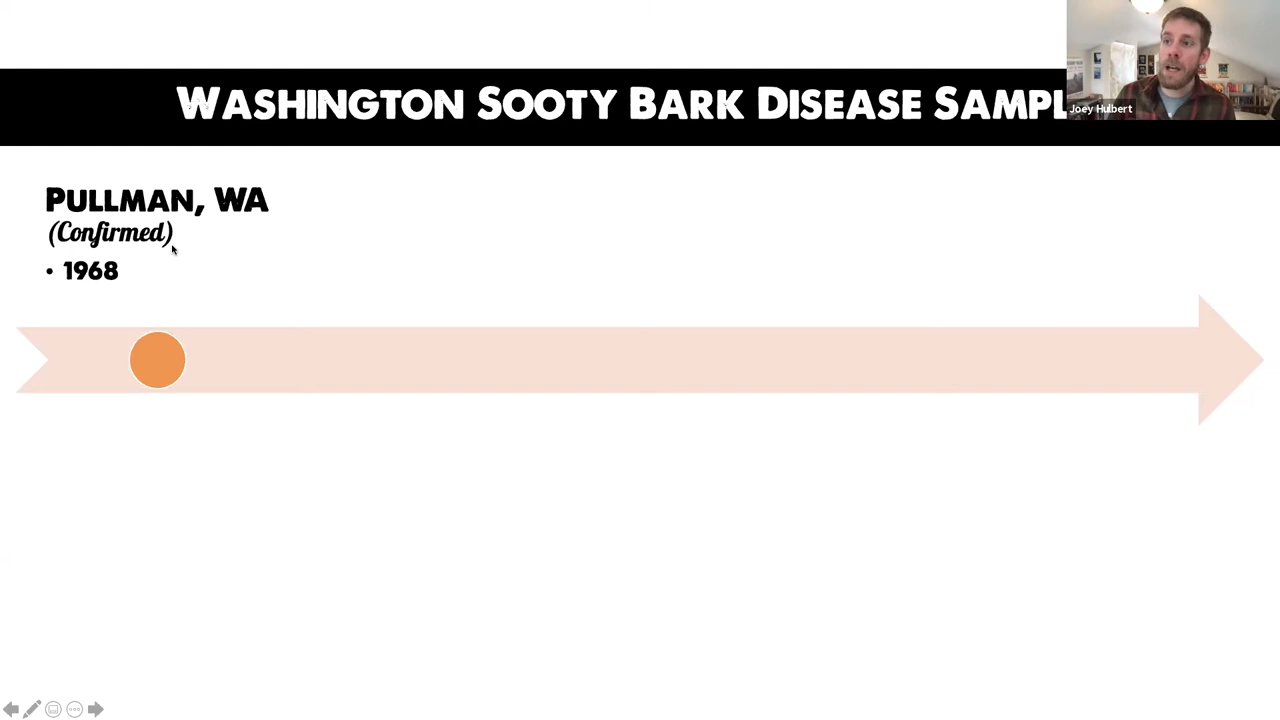 WASHINGTON SOOTY BARK DISEASE SAMPL
Joey Hulbert
PULLMAN, WA
(Confirmed)
• 1968